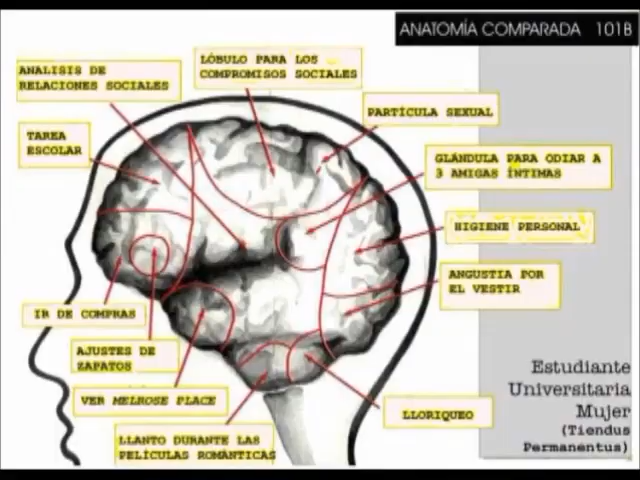 ANATOMÍA COMPARADA 101B
LÓBULO PARA LOS
COMPROMISOS SOCIALES
ANALISIS DE
RELACIONES SOCIALES
PARTÍCULA SEXUAL
TAREA
ESCOLAR
GLÁNDULA PARA ODIAR A
3 AMIGAS ÍNTIMAS
HIGIENE PERSONAL
ANGUSTIA POR
EL VESTIR
IR DE COMPRAS
AJUSTES DE
ZAPATOS
VER MELROSE PLACE
LLORIQUEO
LLANTO DURANTE LAS
PELÍCULAS ROMÁNTICAS
Estudiante
Universitaria
Mujer
(Tiendus
Permanentus)